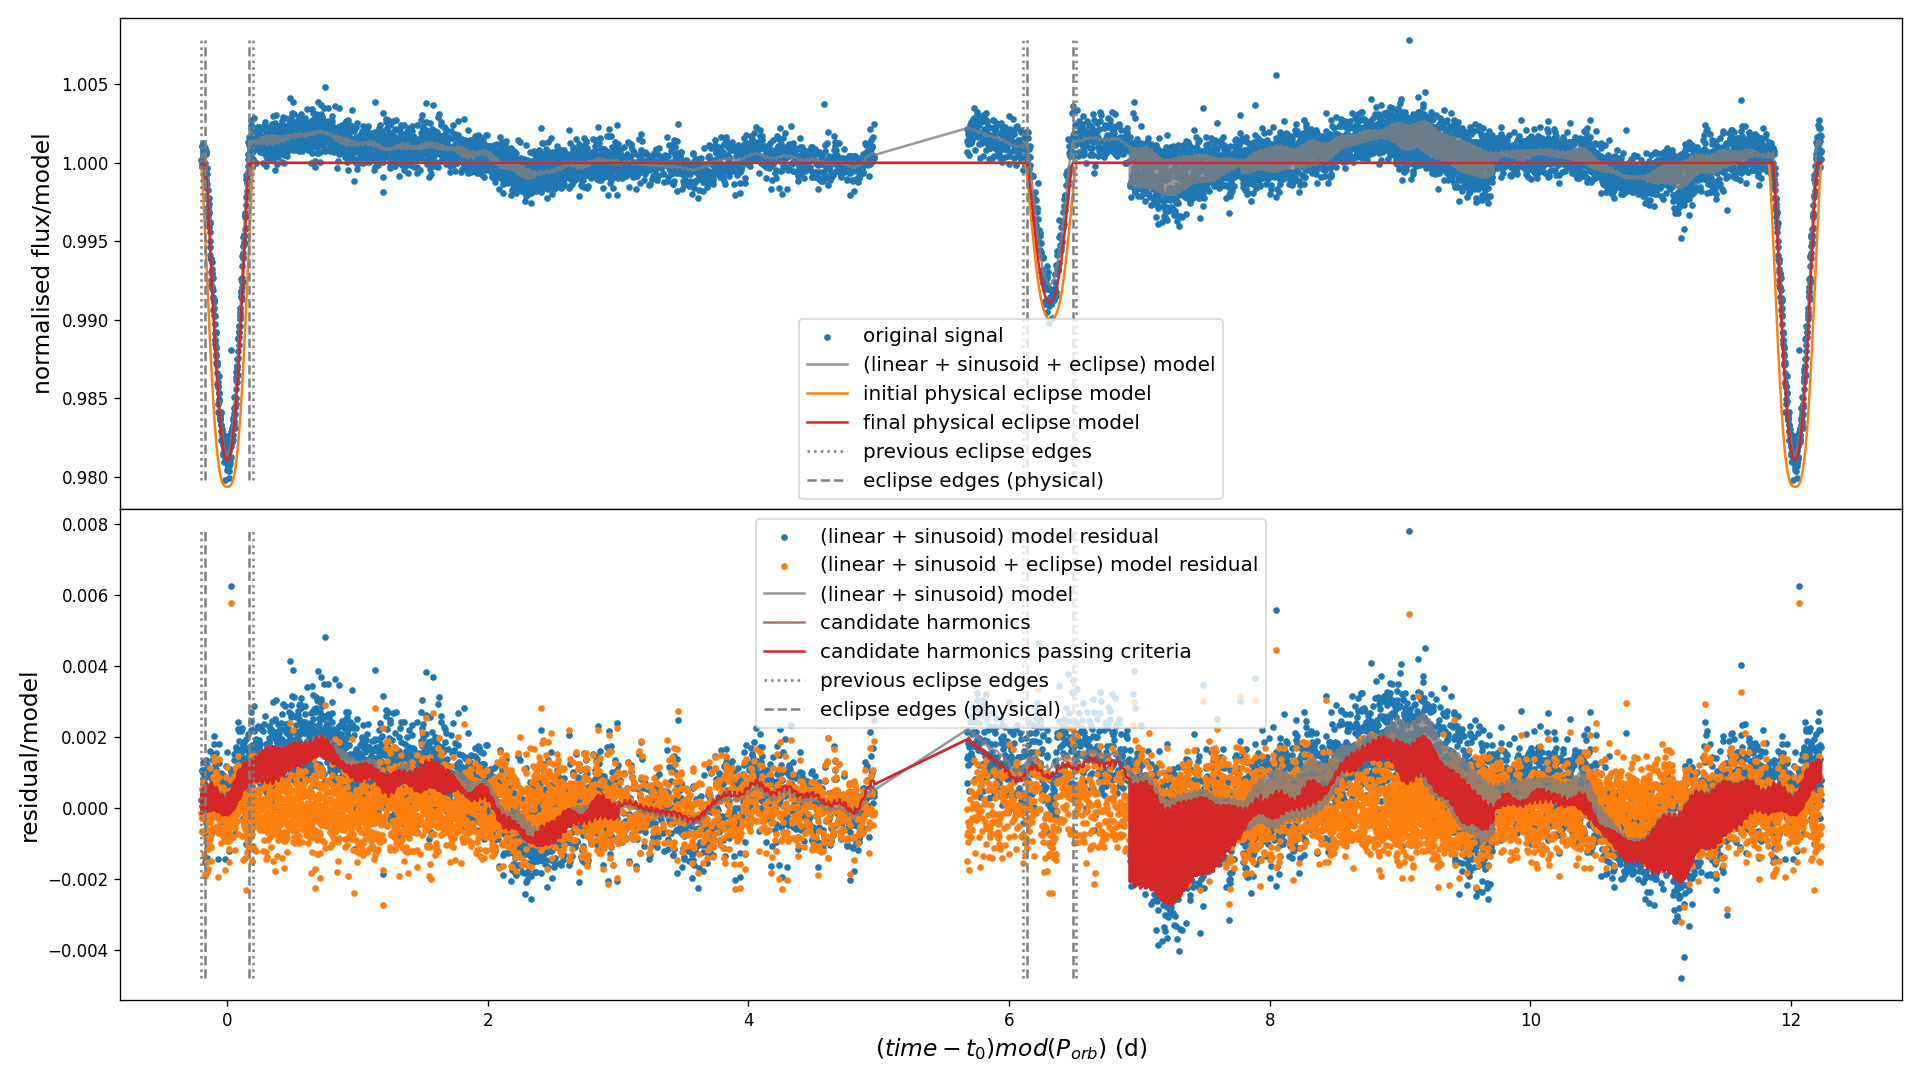 normalised flux/model
1.005
1.000
0.995
0.990
0.985
0.980
original signal
(linear + sinusoid + eclipse) model
initial physical eclipse model
final physical eclipse model
previous eclipse edges
eclipse edges (physical)
residual/model
0.008
0.006
0.004
0.002
0.000
−0.002
−0.004
(linear + sinusoid) model residual
(linear + sinusoid + eclipse) model residual
(linear + sinusoid) model
candidate harmonics
candidate harmonics passing criteria
previous eclipse edges
eclipse edges (physical)
0 2 4 6 8 10 12
(time − t₀)mod(P_orb) (d)